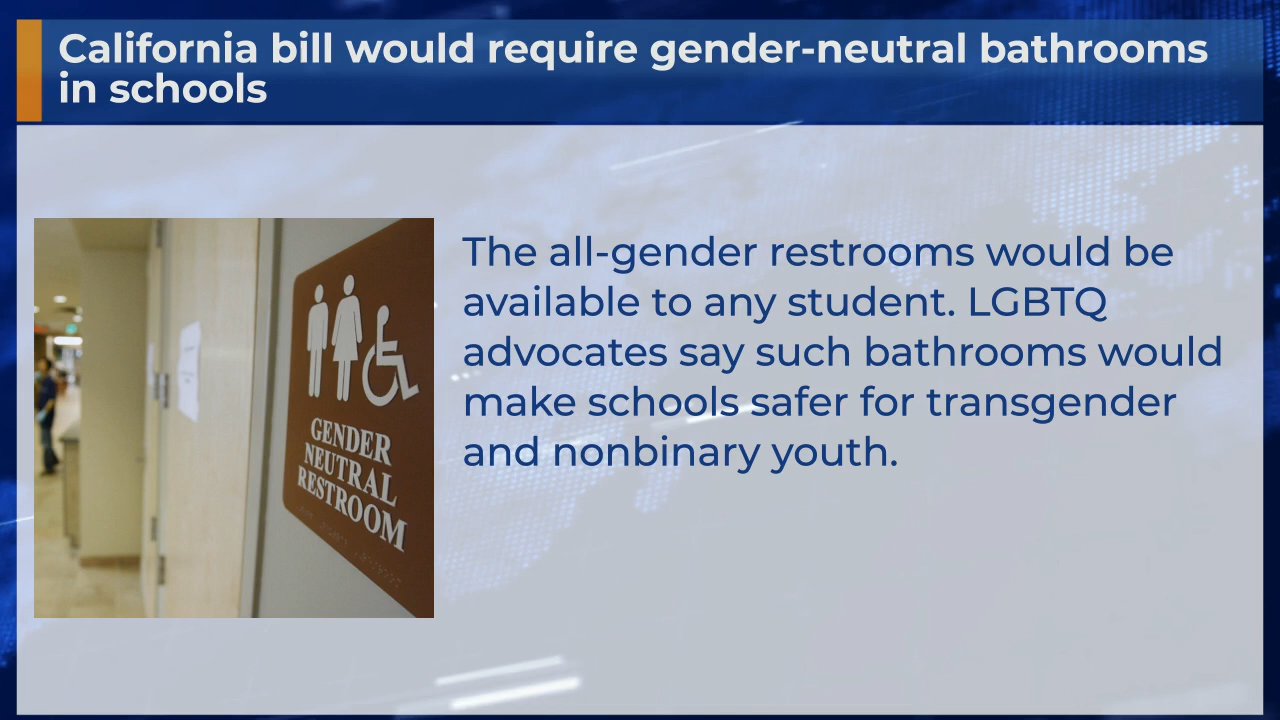 California bill would require gender-neutral bathrooms
in schools
The all-gender restrooms would be
available to any student. LGBTQ
advocates say such bathrooms would
make schools safer for transgender
and nonbinary youth.
GENDER
NEUTRAL
RESTROOM